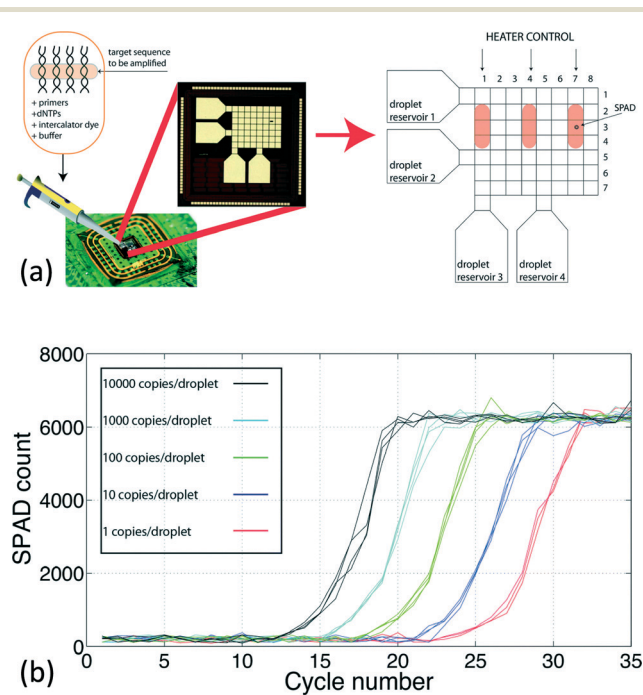 target sequence
to be amplified
+ primers
+dNTPs
+ intercalator dye
+ buffer
(a)
HEATER CONTROL
1 2 3 4 5 6 7 8
droplet
reservoir 1
droplet
reservoir 2
1
2
3
4
5
6
7
SPAD
droplet
reservoir 3
droplet
reservoir 4
8000
6000
4000
2000
0
SPAD count
10000 copies/droplet
1000 copies/droplet
100 copies/droplet
10 copies/droplet
1 copies/droplet
0 5 10 15 20 25 30 35
Cycle number
(b)